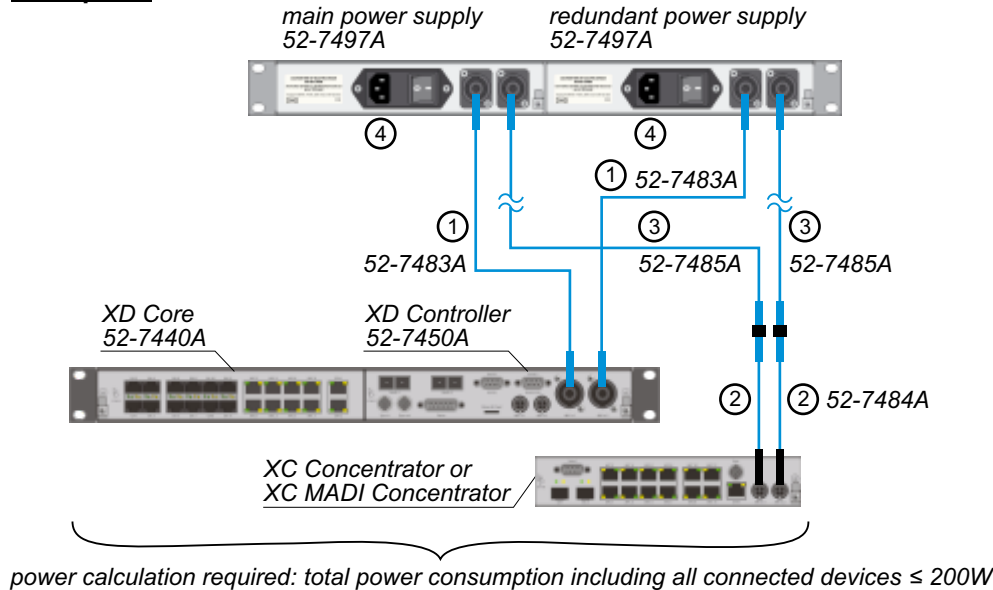 main power supply
52-7497A
redundant power supply
52-7497A
4
4
1 52-7483A
1
52-7483A
3
52-7485A
3
52-7485A
XD Core
52-7440A
XD Controller
52-7450A
2
2 52-7484A
XC Concentrator or
XC MADI Concentrator
power calculation required: total power consumption including all connected devices ≤ 200W